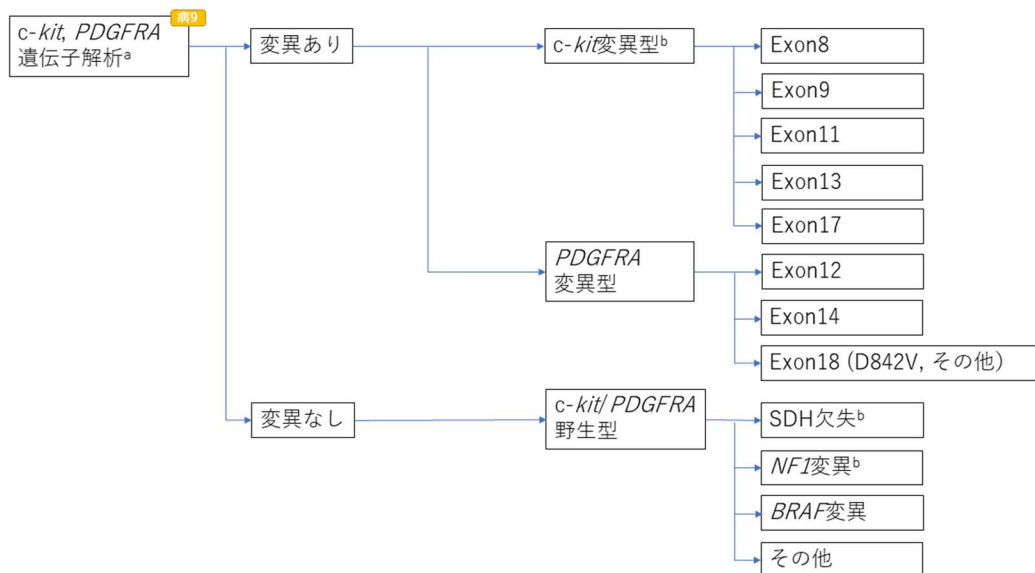 病9
c-kit, PDGFRA
遺伝子解析a
変異あり
c-kit変異型b
Exon8
Exon9
Exon11
Exon13
Exon17
PDGFRA
変異型
Exon12
Exon14
Exon18 (D842V, その他)
変異なし
c-kit/PDGFRA
野生型
SDH欠失b
NF1変異b
BRAF変異
その他